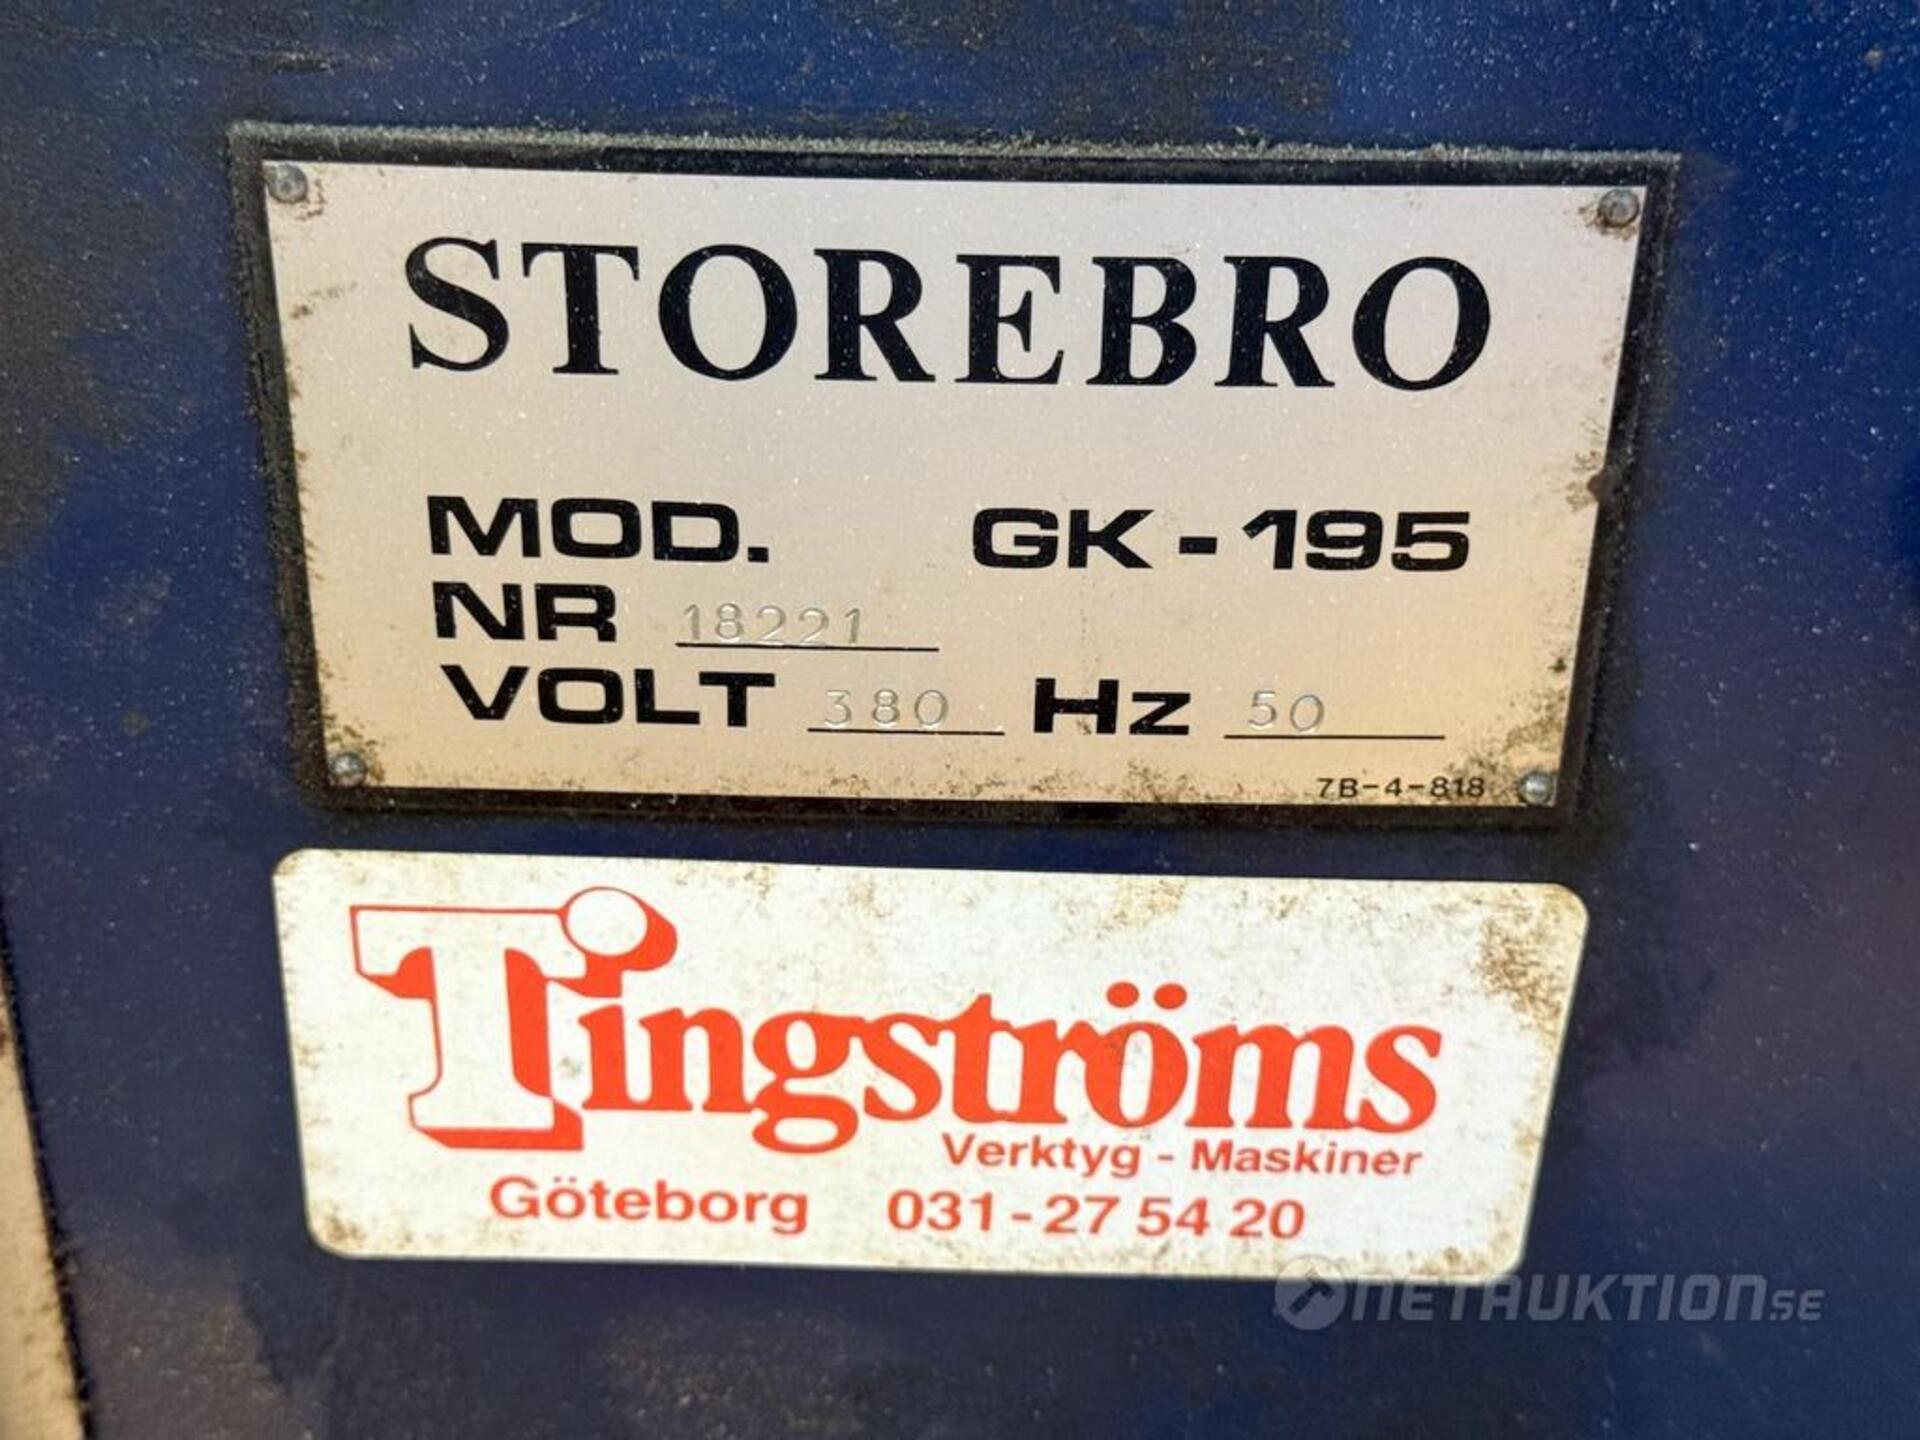 STOREBRO
MOD. GK-195
NR 18221
VOLT 380 Hz 50
7B-4-818
Tingströms
Verktyg - Maskiner
Göteborg 031-27 54 20
NETAUKTION.SE